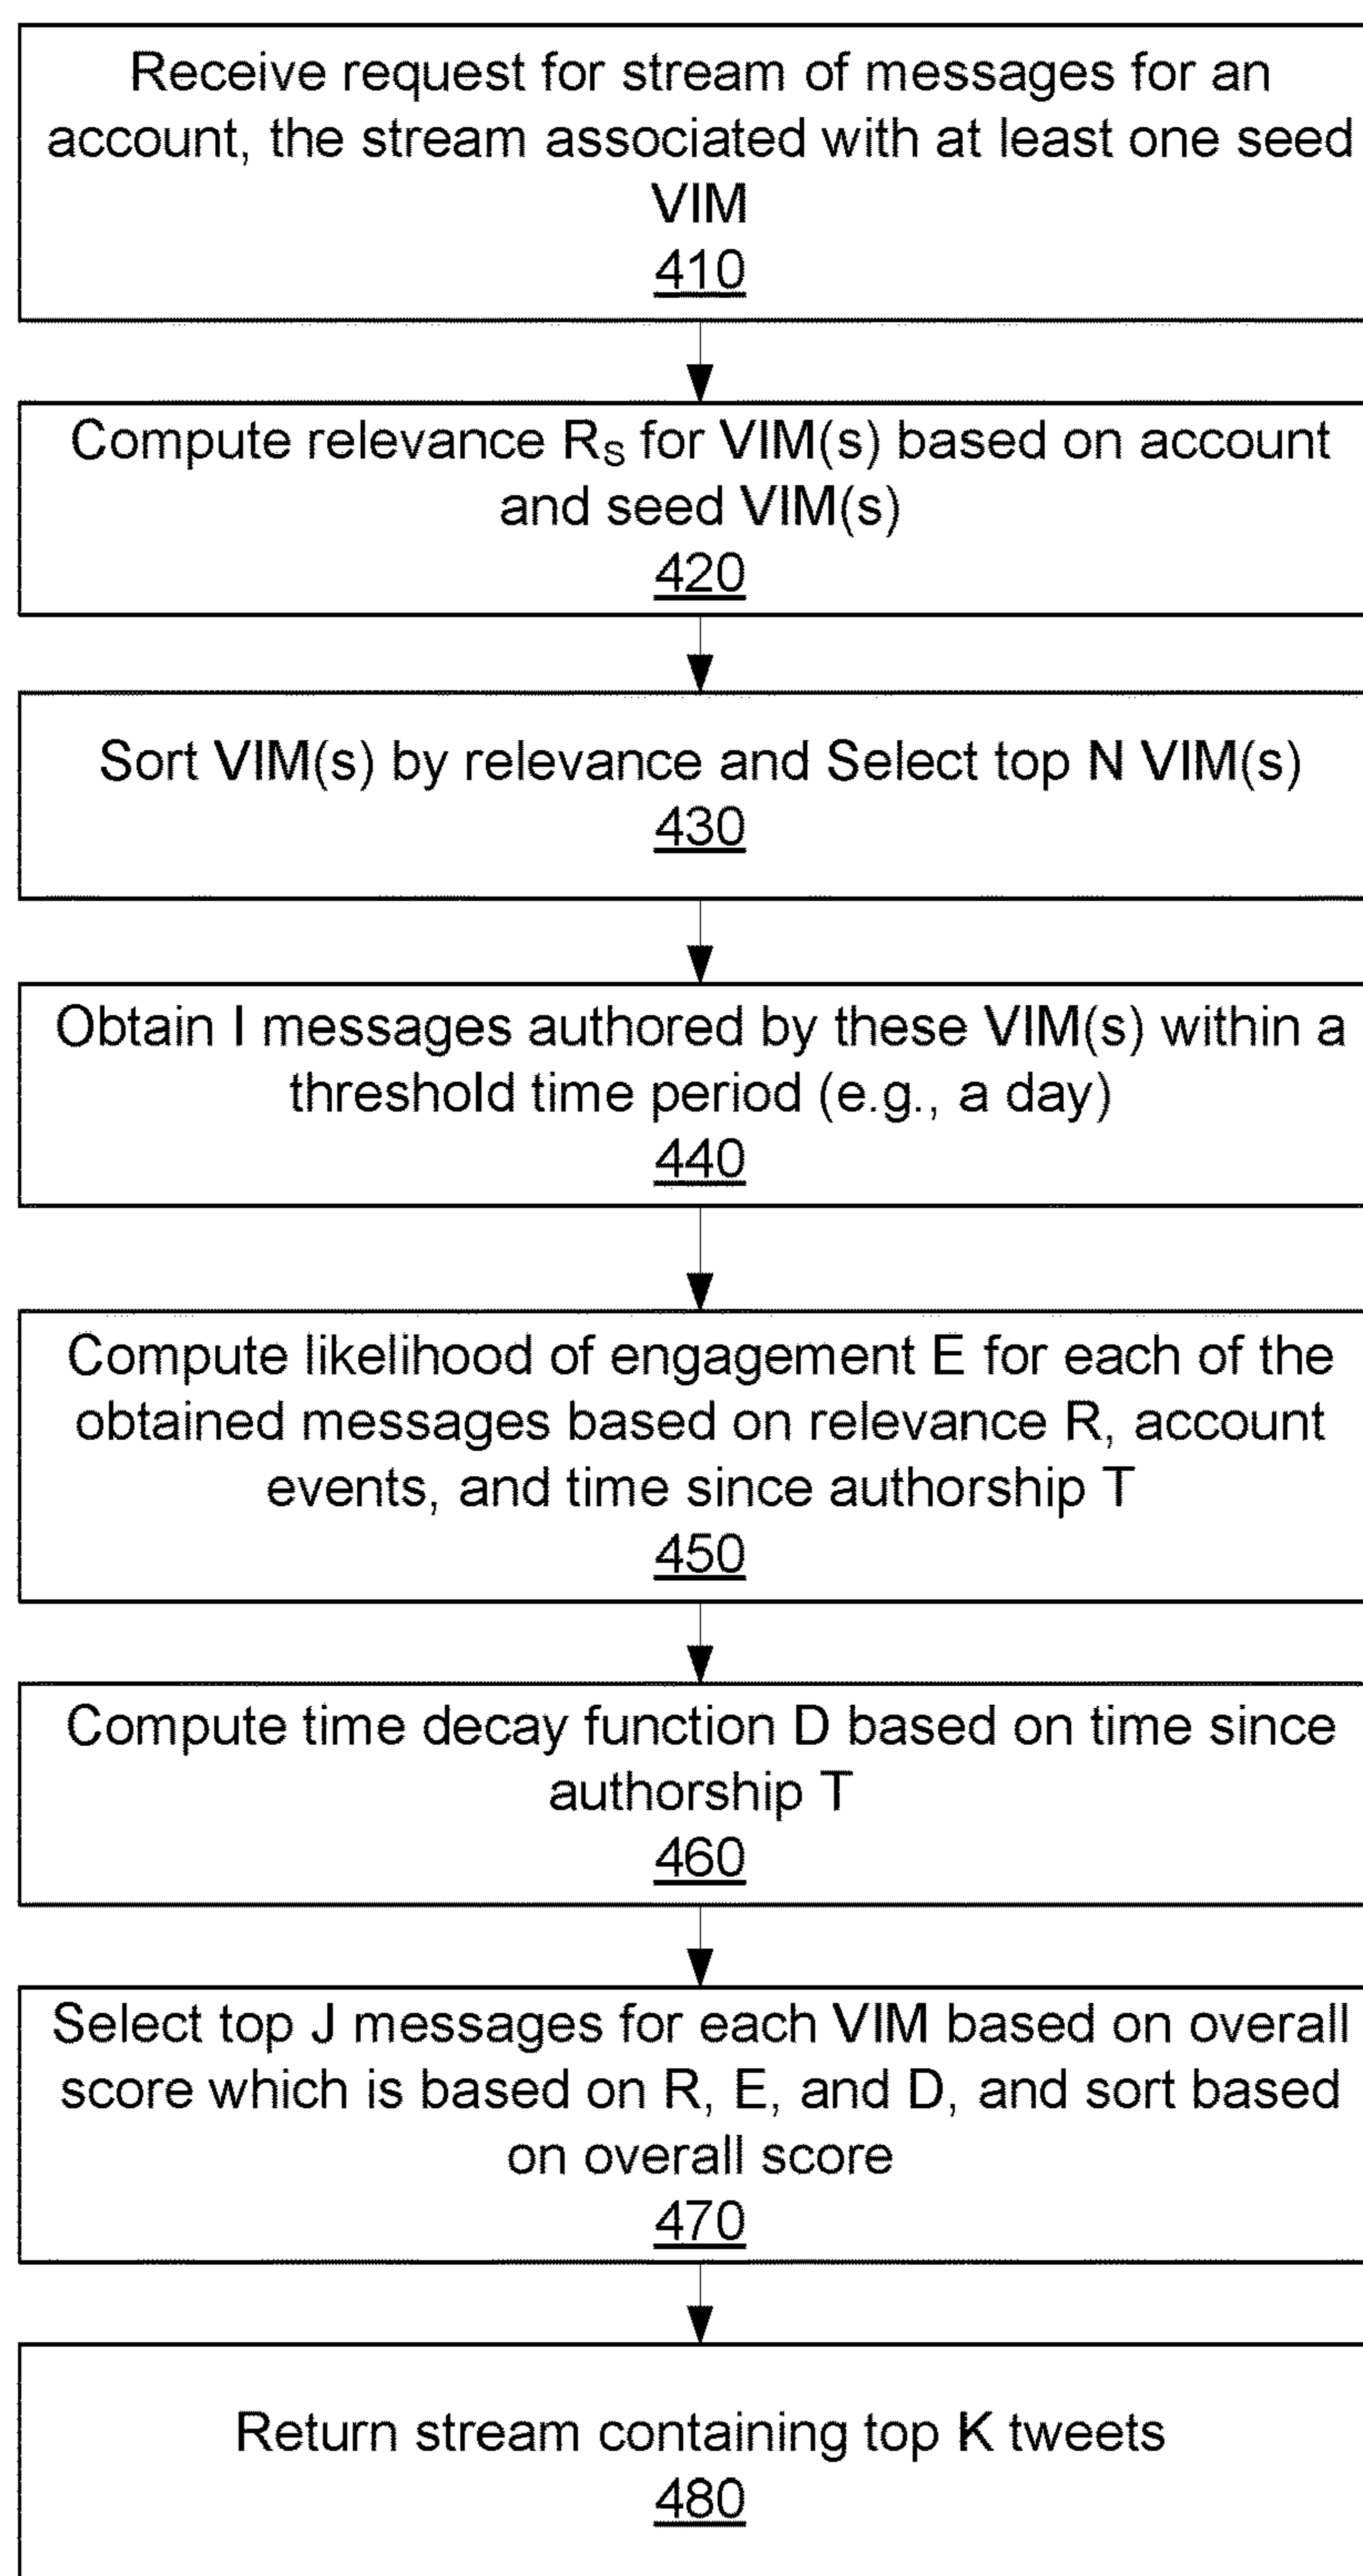 Receive request for stream of messages for an
account, the stream associated with at least one seed
VIM
410
Compute relevance RS for VIM(s) based on account
and seed VIM(s)
420
Sort VIM(s) by relevance and Select top N VIM(s)
430
Obtain I messages authored by these VIM(s) within a
threshold time period (e.g., a day)
440
Compute likelihood of engagement E for each of the
obtained messages based on relevance R, account
events, and time since authorship T
450
Compute time decay function D based on time since
authorship T
460
Select top J messages for each VIM based on overall
score which is based on R, E, and D, and sort based
on overall score
470
Return stream containing top K tweets
480